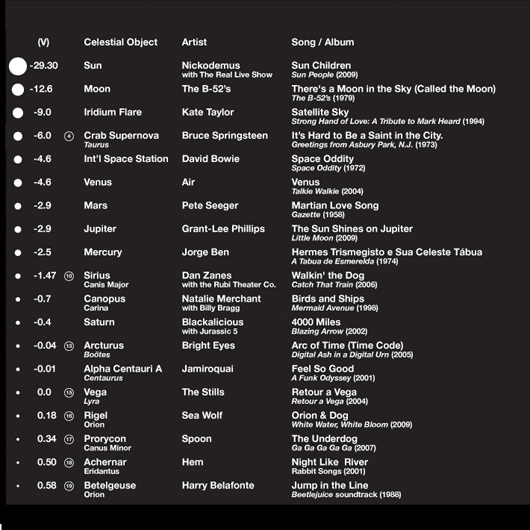 (V) Celestial Object Artist Song / Album
-29.30 Sun Nickodemus Sun Children
with The Real Live Show Sun People (2009)
-12.6 Moon The B-52's There's a Moon in the Sky (Called the Moon)
The B-52's (1979)
-9.0 Iridium Flare Kate Taylor Satellite Sky
Strong Hand of Love: A Tribute to Mark Heard (1994)
-6.0 4 Crab Supernova Bruce Springsteen It's Hard to Be a Saint in the City.
Taurus Greetings from Asbury Park, N.J. (1973)
-4.6 Int'l Space Station David Bowie Space Oddity
Space Oddity (1972)
-4.6 Venus Air Venus
Talkie Walkie (2004)
-2.9 Mars Pete Seeger Martian Love Song
Gazette (1958)
-2.9 Jupiter Grant-Lee Phillips The Sun Shines on Jupiter
Little Moon (2009)
-2.5 Mercury Jorge Ben Hermes Trismegisto e Sua Celeste Tábua
A Tabua de Esmerelda (1974)
-1.47 10 Sirius Dan Zanes Walkin' the Dog
Canis Major with the Rubi Theater Co. Catch That Train (2006)
-0.7 Canopus Natalie Merchant Birds and Ships
Carina with Billy Bragg Mermaid Avenue (1998)
-0.4 Saturn Blackalicious 4000 Miles
with Jurassic 5 Blazing Arrow (2002)
-0.04 13 Arcturus Bright Eyes Arc of Time (Time Code)
Boötes Digital Ash in a Digital Urn (2005)
-0.01 Alpha Centauri A Jamiroquai Feel So Good
Centaurus A Funk Odyssey (2001)
0.0 15 Vega The Stills Retour a Vega
Lyra Retour a Vega (2004)
0.18 16 Rigel Sea Wolf Orion & Dog
Orion White Water, White Bloom (2009)
0.34 17 Prorycon Spoon The Underdog
Canus Minor Ga Ga Ga Ga Ga (2007)
0.50 18 Achernar Hem Night Like River
Eridantus Rabbit Songs (2001)
0.58 19 Betelgeuse Harry Belafonte Jump in the Line
Orion Beetlejuice soundtrack (1988)